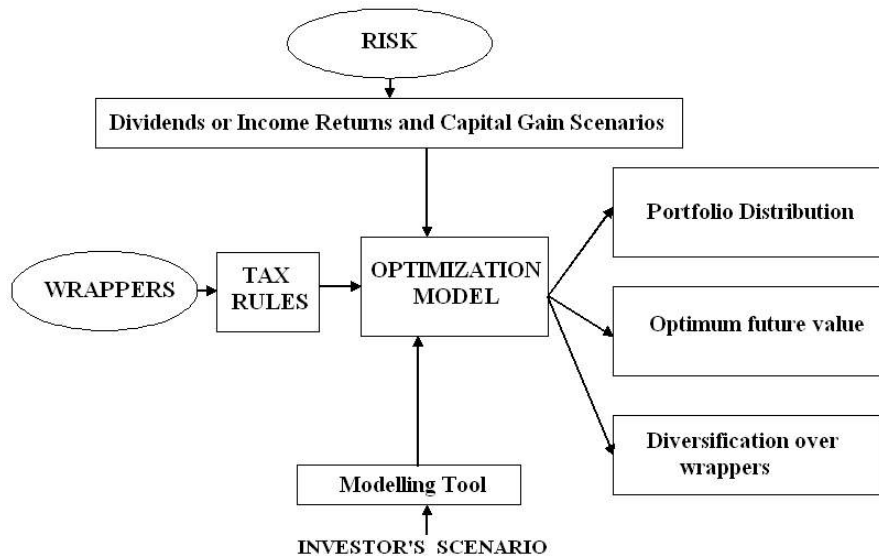 RISK
Dividends or Income Returns and Capital Gain Scenarios
Portfolio Distribution
WRAPPERS
TAX
RULES
OPTIMIZATION
MODEL
Optimum future value
Diversification over
wrappers
Modelling Tool
INVESTOR'S SCENARIO